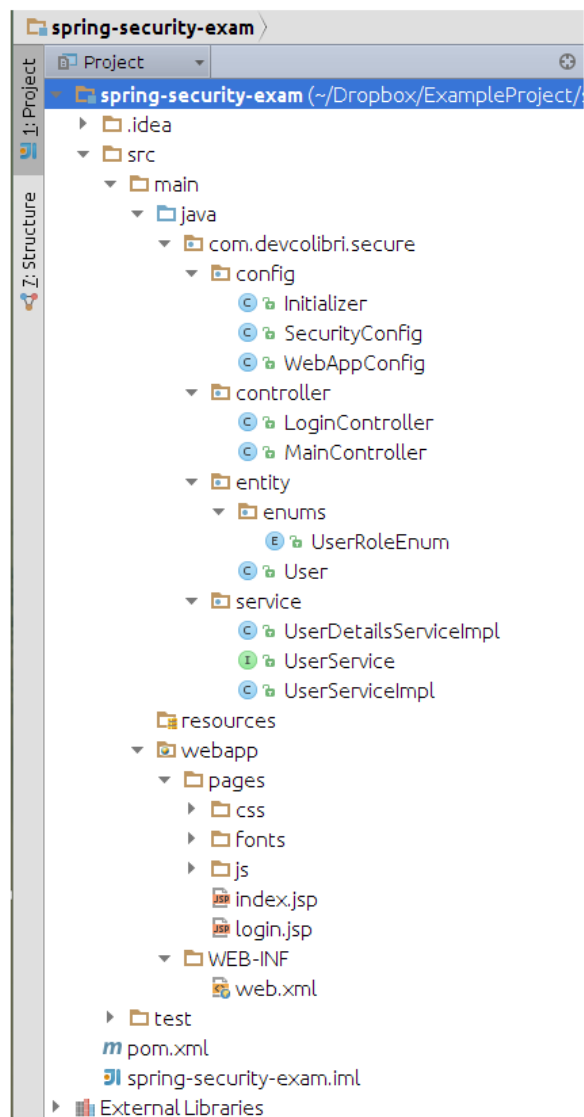 spring-security-exam
Project
1: Project
7: Structure
spring-security-exam (~/Dropbox/ExampleProject/
.idea
src
main
java
com.devcolibri.secure
config
C Initializer
C SecurityConfig
C WebAppConfig
controller
C LoginController
C MainController
entity
enums
E UserRoleEnum
C User
service
C UserDetailsServiceImpl
I UserService
C UserServiceImpl
resources
webapp
pages
css
fonts
js
JSP index.jsp
JSP login.jsp
WEB-INF
web.xml
test
m pom.xml
spring-security-exam.iml
External Libraries